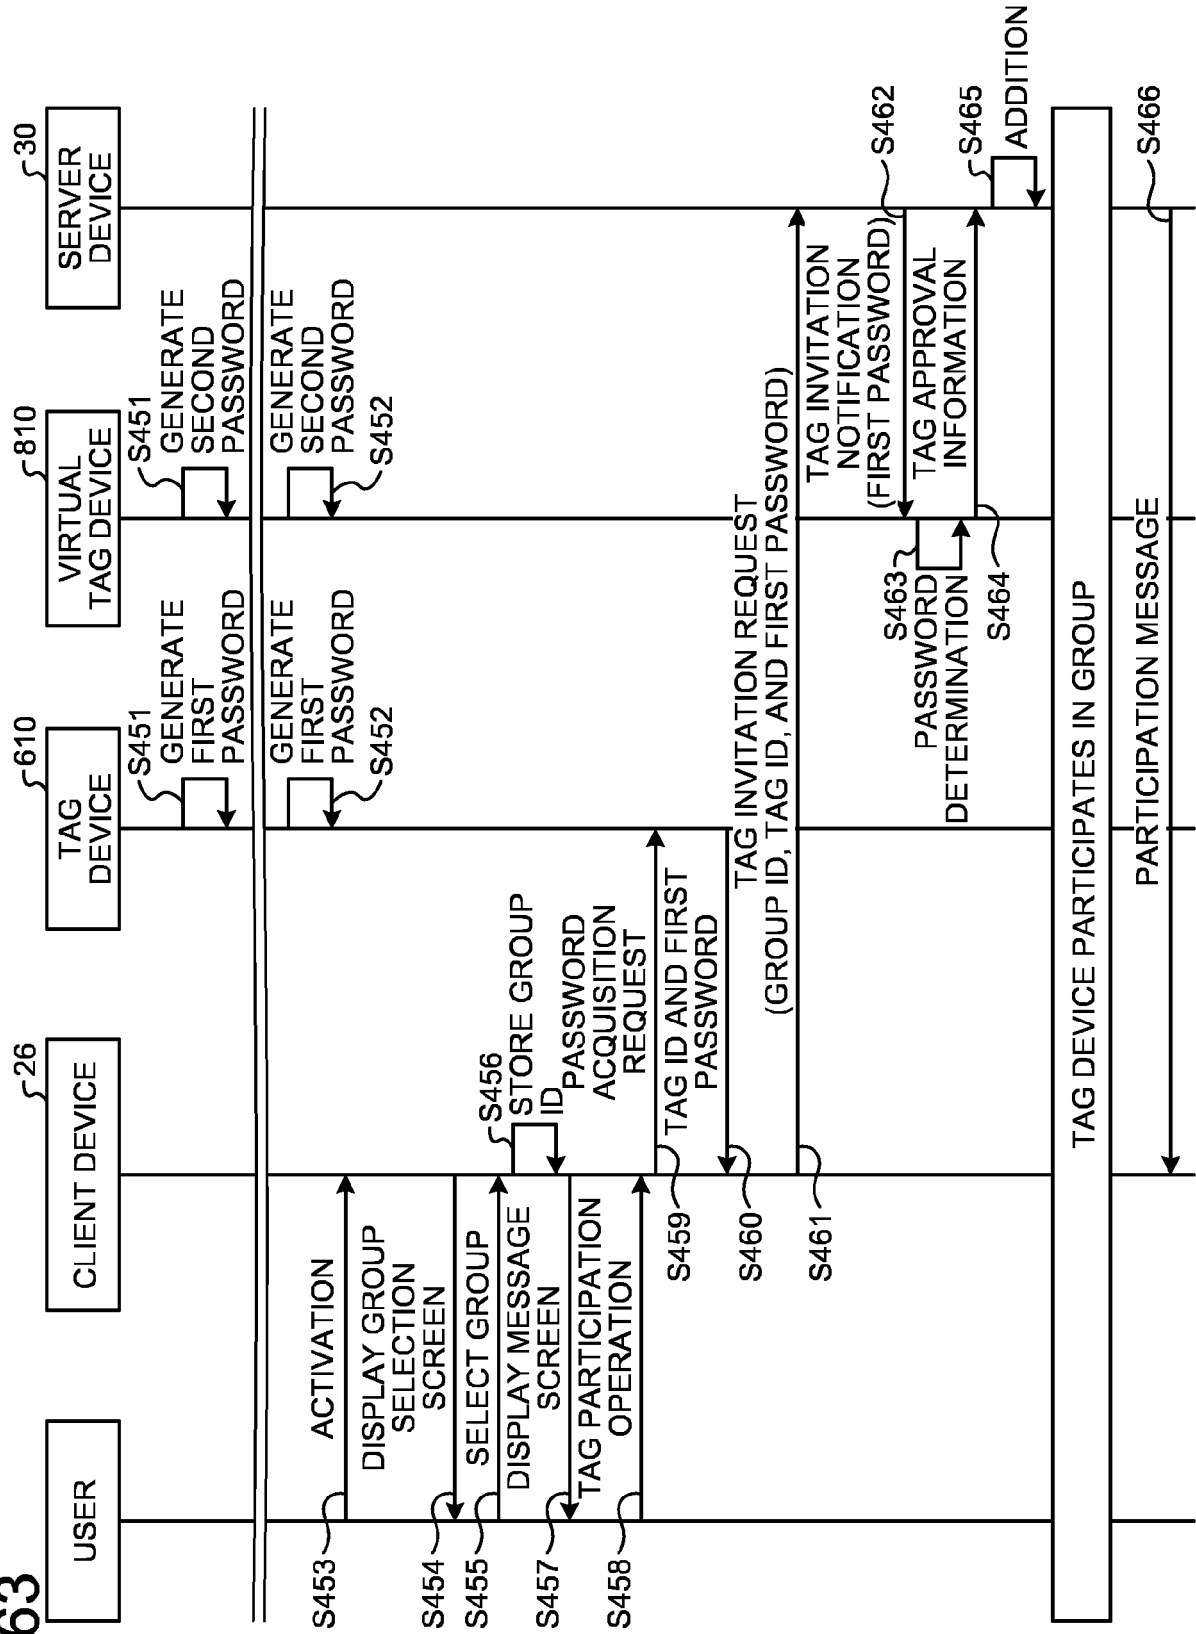 63
USER
CLIENT DEVICE
26
TAG
DEVICE
610
VIRTUAL
TAG DEVICE
810
SERVER
DEVICE
30
S451
GENERATE
FIRST
PASSWORD
S451
GENERATE
SECOND
PASSWORD
GENERATE
FIRST
PASSWORD
S452
GENERATE
SECOND
PASSWORD
S452
S453
ACTIVATION
DISPLAY GROUP
SELECTION
SCREEN
S454
SELECT GROUP
S455
S456
STORE GROUP
ID
DISPLAY MESSAGE
SCREEN
S457
TAG PARTICIPATION
OPERATION
S458
PASSWORD
ACQUISITION
REQUEST
S459
TAG ID AND FIRST
PASSWORD
S460
TAG INVITATION REQUEST
(GROUP ID, TAG ID, AND FIRST PASSWORD)
S461
TAG INVITATION
NOTIFICATION
(FIRST PASSWORD)
S462
S463
PASSWORD
DETERMINATION
TAG APPROVAL
INFORMATION
S464
S465
ADDITION
TAG DEVICE PARTICIPATES IN GROUP
PARTICIPATION MESSAGE
S466